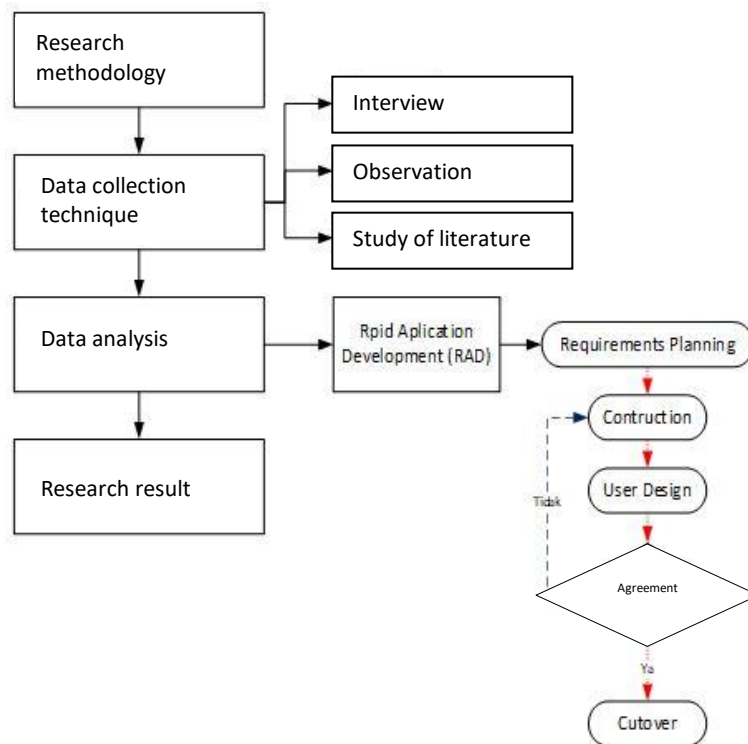 Research
methodology
Interview
Data collection
technique
Observation
Study of literature
Data analysis
Rpid Aplication
Development (RAD)
Requirements Planning
Contruction
Research result
User Design
Tidak
Agreement
Ya
Cutover